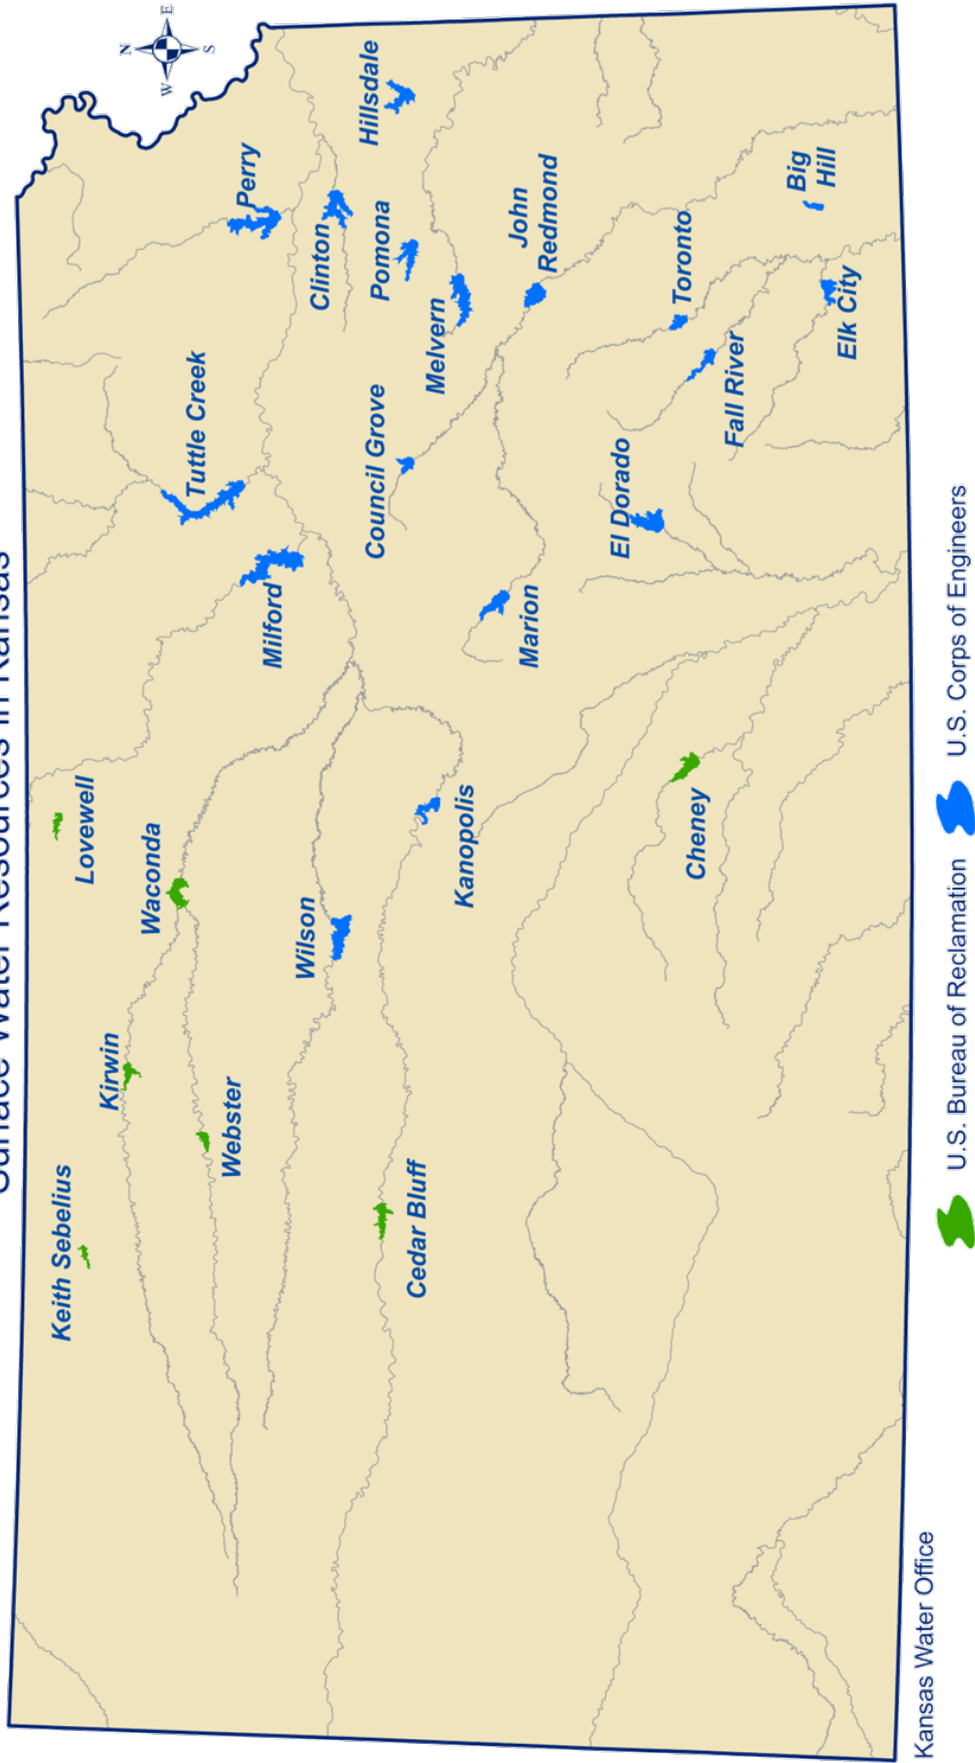 Surface Water Resources in Kansas
N
W
E
S
Keith Sebelius
Lovewell
Kirwin
Waconda
Tuttle Creek
Perry
Webster
Milford
Wilson
Clinton
Hillsdale
Cedar Bluff
Council Grove
Pomona
Kanopolis
Melvern
Marion
John
Redmond
El Dorado
Toronto
Cheney
Fall River
Big
Hill
Elk City
Kansas Water Office
U.S. Bureau of Reclamation
U.S. Corps of Engineers